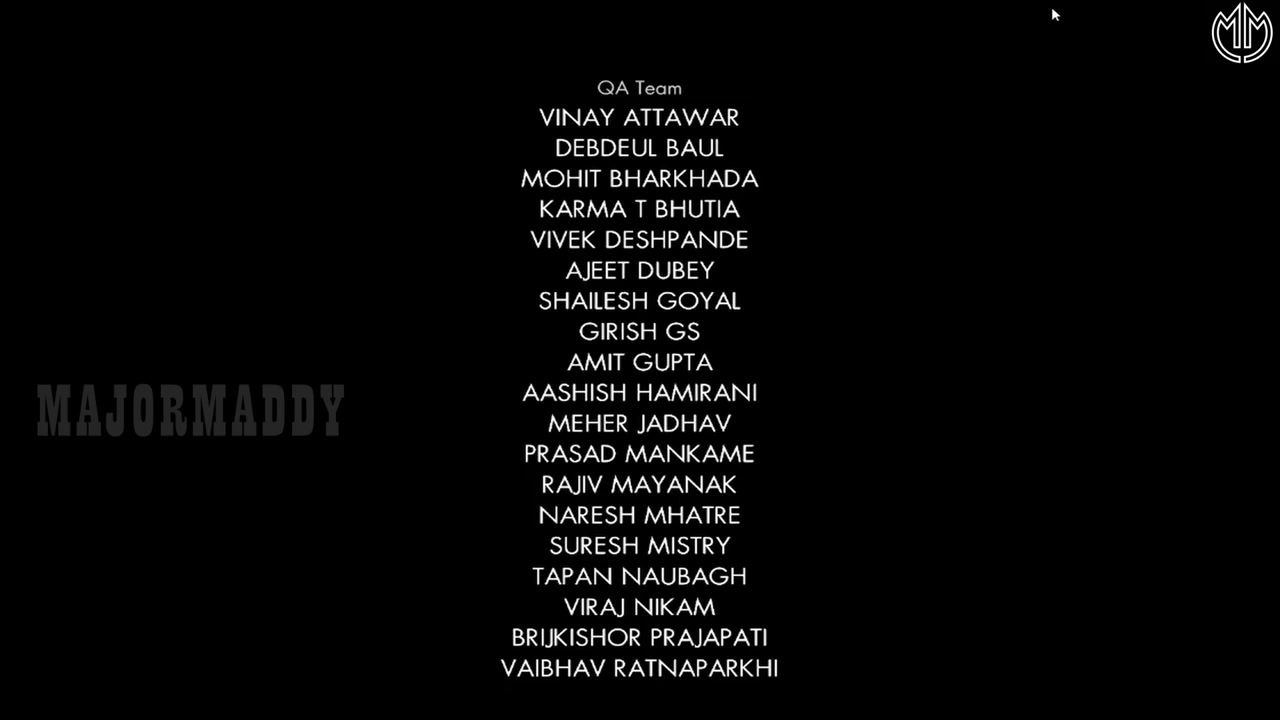 QA Team
VINAY ATTAWAR
DEBDEUL BAUL
MOHIT BHARKHADA
KARMA T BHUTIA
VIVEK DESHPANDE
AJEET DUBEY
SHAILESH GOYAL
GIRISH GS
AMIT GUPTA
AASHISH HAMIRANI
MAJORMADDY
MEHER JADHAV
PRASAD MANKAME
RAJIV MAYANAK
NARESH MHATRE
SURESH MISTRY
TAPAN NAUBAGH
VIRAJ NIKAM
BRIJKISHOR PRAJAPATI
VAIBHAV RATNAPARKHI